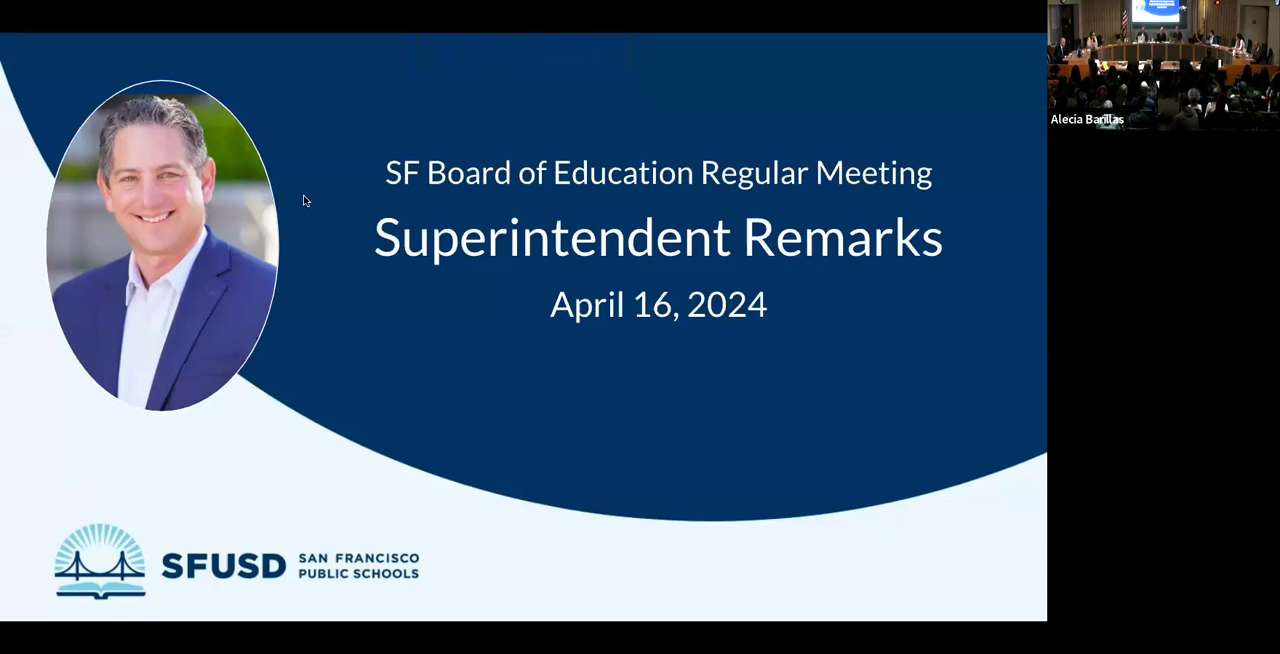 SF Board of Education Regular Meeting
Superintendent Remarks
April 16, 2024
SFUSD
SAN FRANCISCO
PUBLIC SCHOOLS
Alecia Barillas